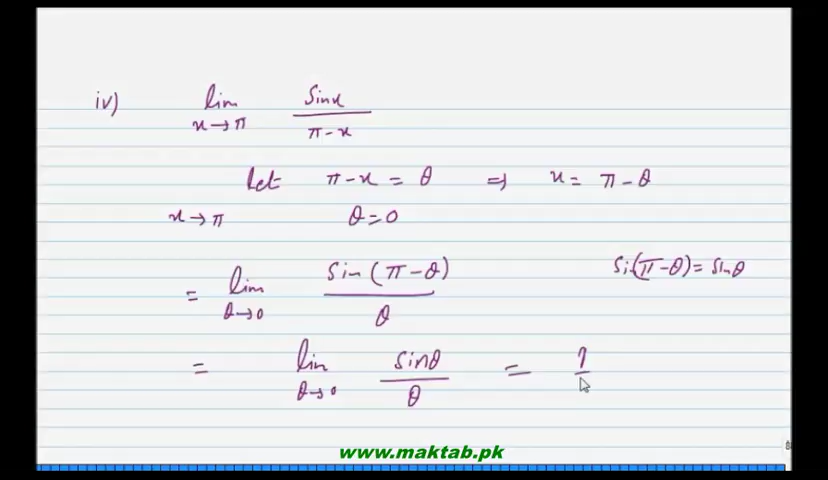 iv) lim x→π sinx / π-x
Let π-x = θ ⇒ x = π-θ
x→π θ=0
= lim θ→0 sin(π-θ) / θ sin(π-θ)=sinθ
= lim θ→0 sinθ / θ = 1
www.maktab.pk